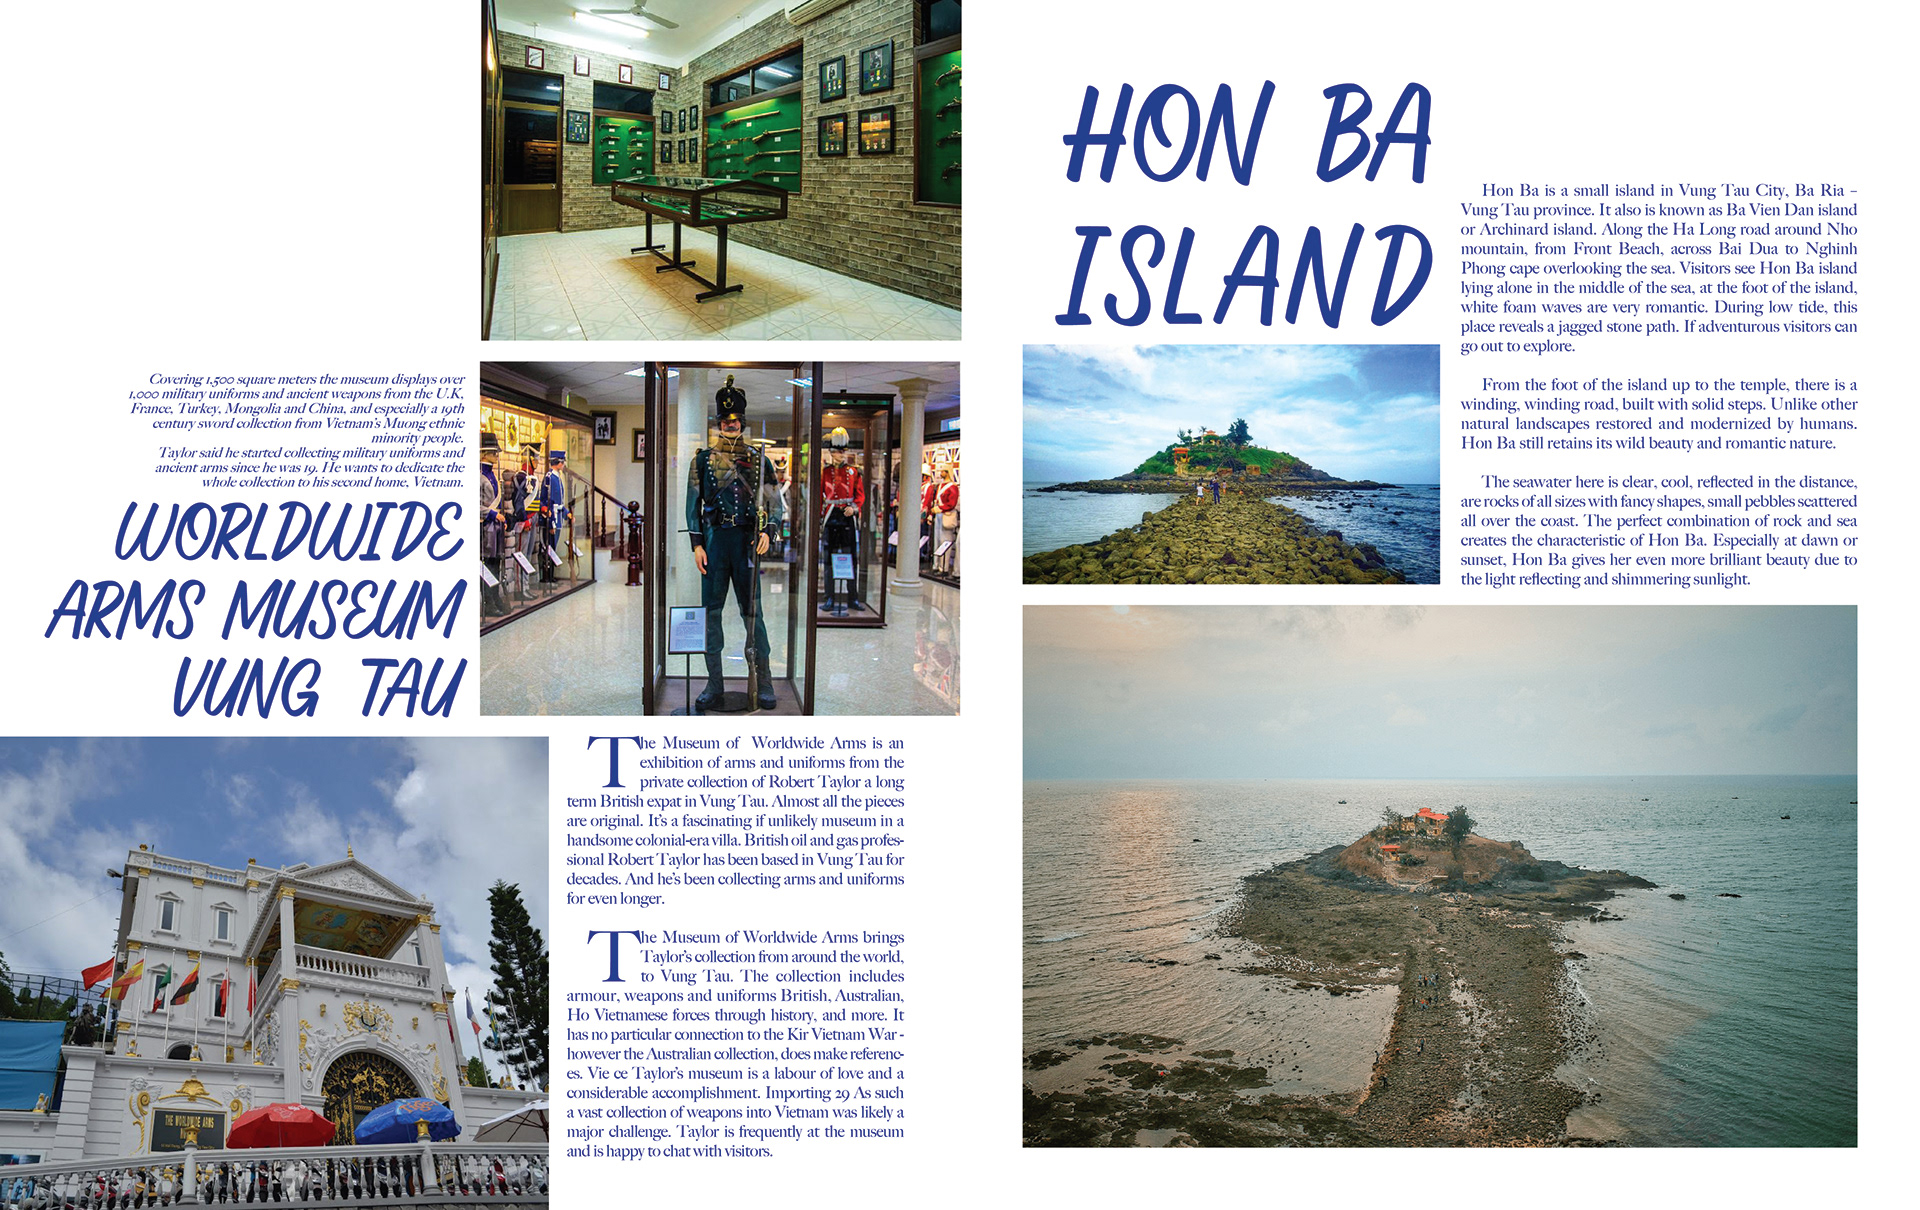 Covering 1,500 square meters the museum displays over
1,000 military uniforms and ancient weapons from the U.K,
France, Turkey, Mongolia and China, and especially a 19th
century sword collection from Vietnam's Muong ethnic
minority people.
Taylor said he started collecting military uniforms and
ancient arms since he was 19. He wants to dedicate the
whole collection to his second home, Vietnam.
WORLDWIDE
ARMS MUSEUM
VUNG TAU
THE WORLDWIDE ARMS
The Museum of Worldwide Arms is an
exhibition of arms and uniforms from the
private collection of Robert Taylor a long
term British expat in Vung Tau. Almost all the pieces
are original. It's a fascinating if unlikely museum in a
handsome colonial-era villa. British oil and gas profes-
sional Robert Taylor has been based in Vung Tau for
decades. And he's been collecting arms and uniforms
for even longer.
The Museum of Worldwide Arms brings
Taylor's collection from around the world,
to Vung Tau. The collection includes
armour, weapons and uniforms British, Australian,
Ho Vietnamese forces through history, and more. It
has no particular connection to the Kir Vietnam War -
however the Australian collection, does make referenc-
es. Vie ce Taylor's museum is a labour of love and a
considerable accomplishment. Importing 29 As such
a vast collection of weapons into Vietnam was likely a
major challenge. Taylor is frequently at the museum
and is happy to chat with visitors.
HON BA
ISLAND
Hon Ba is a small island in Vung Tau City, Ba Ria –
Vung Tau province. It also is known as Ba Vien Dan island
or Archinard island. Along the Ha Long road around Nho
mountain, from Front Beach, across Bai Dua to Nghinh
Phong cape overlooking the sea. Visitors see Hon Ba island
lying alone in the middle of the sea, at the foot of the island,
white foam waves are very romantic. During low tide, this
place reveals a jagged stone path. If adventurous visitors can
go out to explore.
From the foot of the island up to the temple, there is a
winding, winding road, built with solid steps. Unlike other
natural landscapes restored and modernized by humans.
Hon Ba still retains its wild beauty and romantic nature.
The seawater here is clear, cool, reflected in the distance,
are rocks of all sizes with fancy shapes, small pebbles scattered
all over the coast. The perfect combination of rock and sea
creates the characteristic of Hon Ba. Especially at dawn or
sunset, Hon Ba gives her even more brilliant beauty due to
the light reflecting and shimmering sunlight.